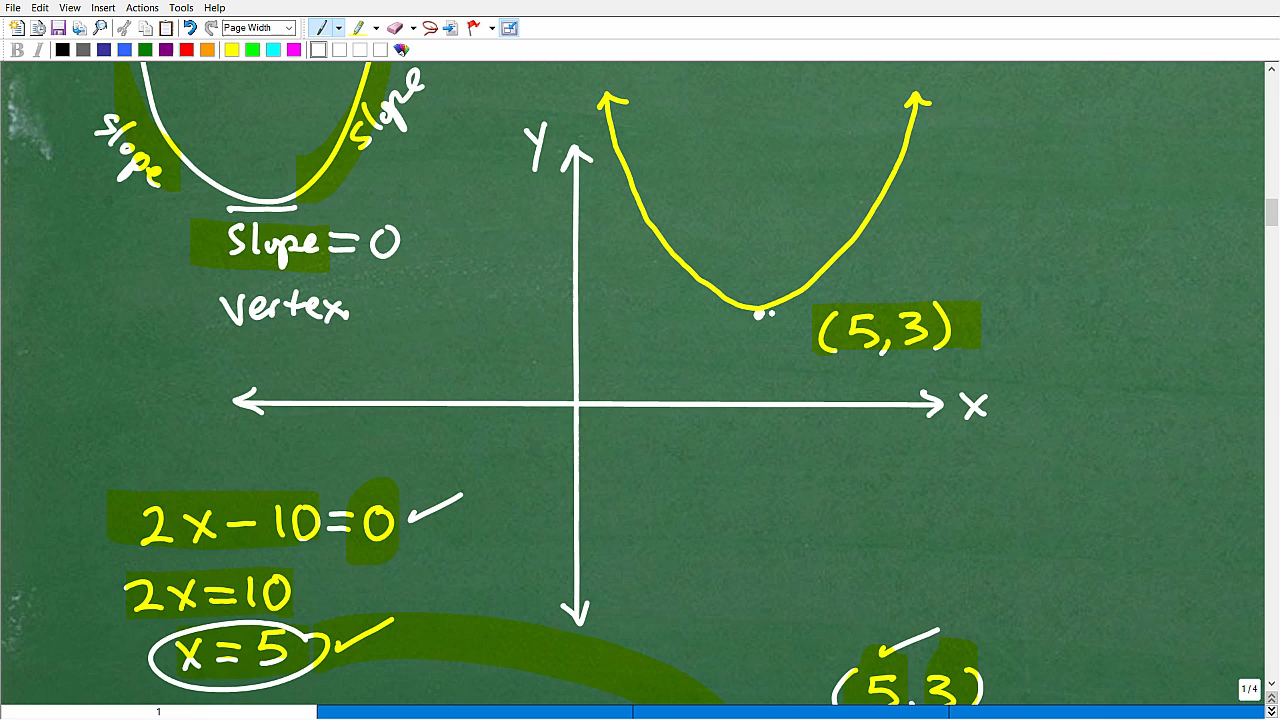 File Edit View Insert Actions Tools Help
Page Width
B I
slope
slope
Slope = 0
vertex
Y
(5,3)
X
2x - 10 = 0
2x = 10
x = 5
(5,3)
1/4
1